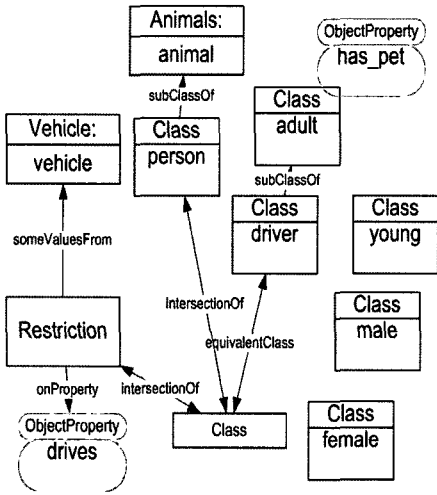 Animals:
animal
ObjectProperty
has_pet
subClassOf
Class
adult
Vehicle:
vehicle
Class
person
subClassOf
Class
driver
Class
young
someValuesFrom
Class
male
IntersectionOf
Restriction
equivalentClass
onProperty
intersectionOf
ObjectProperty
drives
Class
Class
female